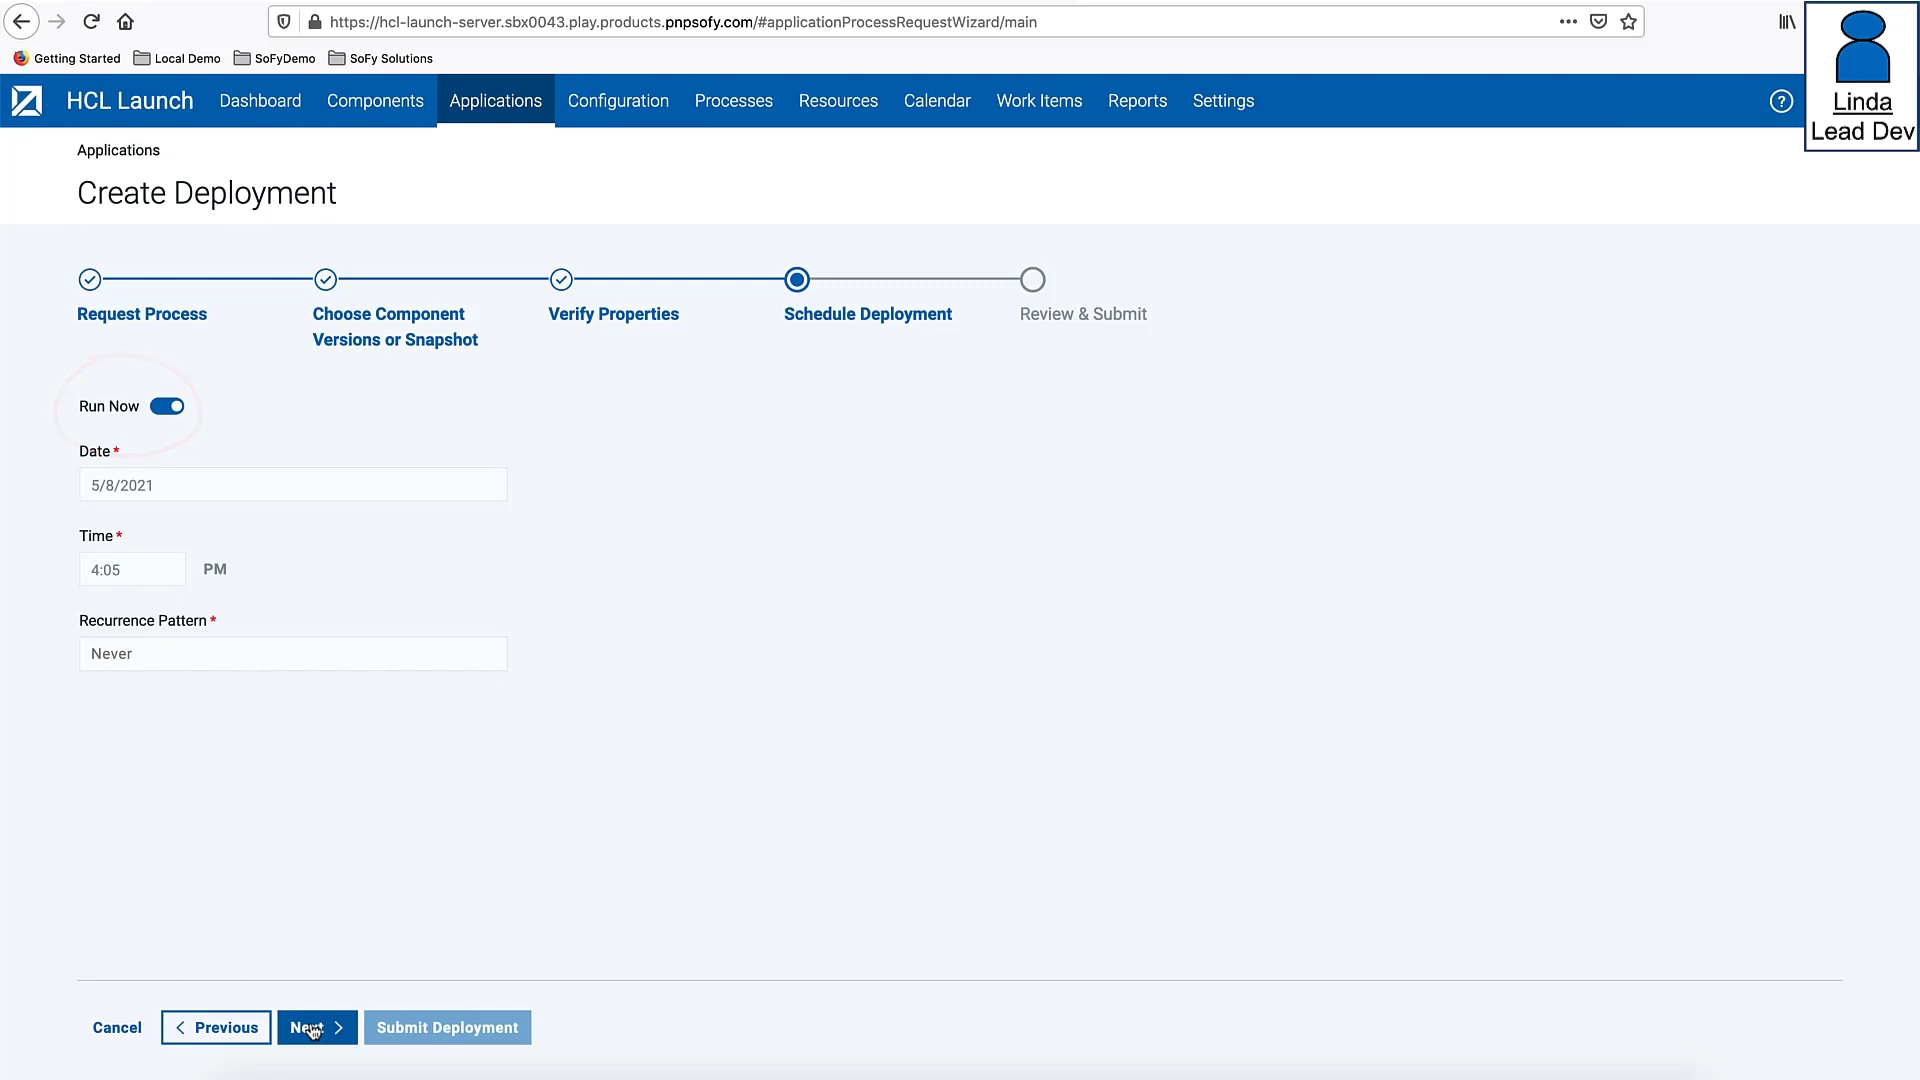 https://hcl-launch-server.sbx0043.play.products.pnpsofy.com/#applicationProcessRequestWizard/main
Getting Started Local Demo SoFyDemo SoFy Solutions
HCL Launch Dashboard Components Applications Configuration Processes Resources Calendar Work Items Reports Settings ?
Linda
Lead Dev
Applications
Create Deployment
Request Process
Choose Component
Versions or Snapshot
Verify Properties
Schedule Deployment
Review & Submit
Run Now
Date *
5/8/2021
Time *
4:05 PM
Recurrence Pattern *
Never
Cancel Previous Next Submit Deployment